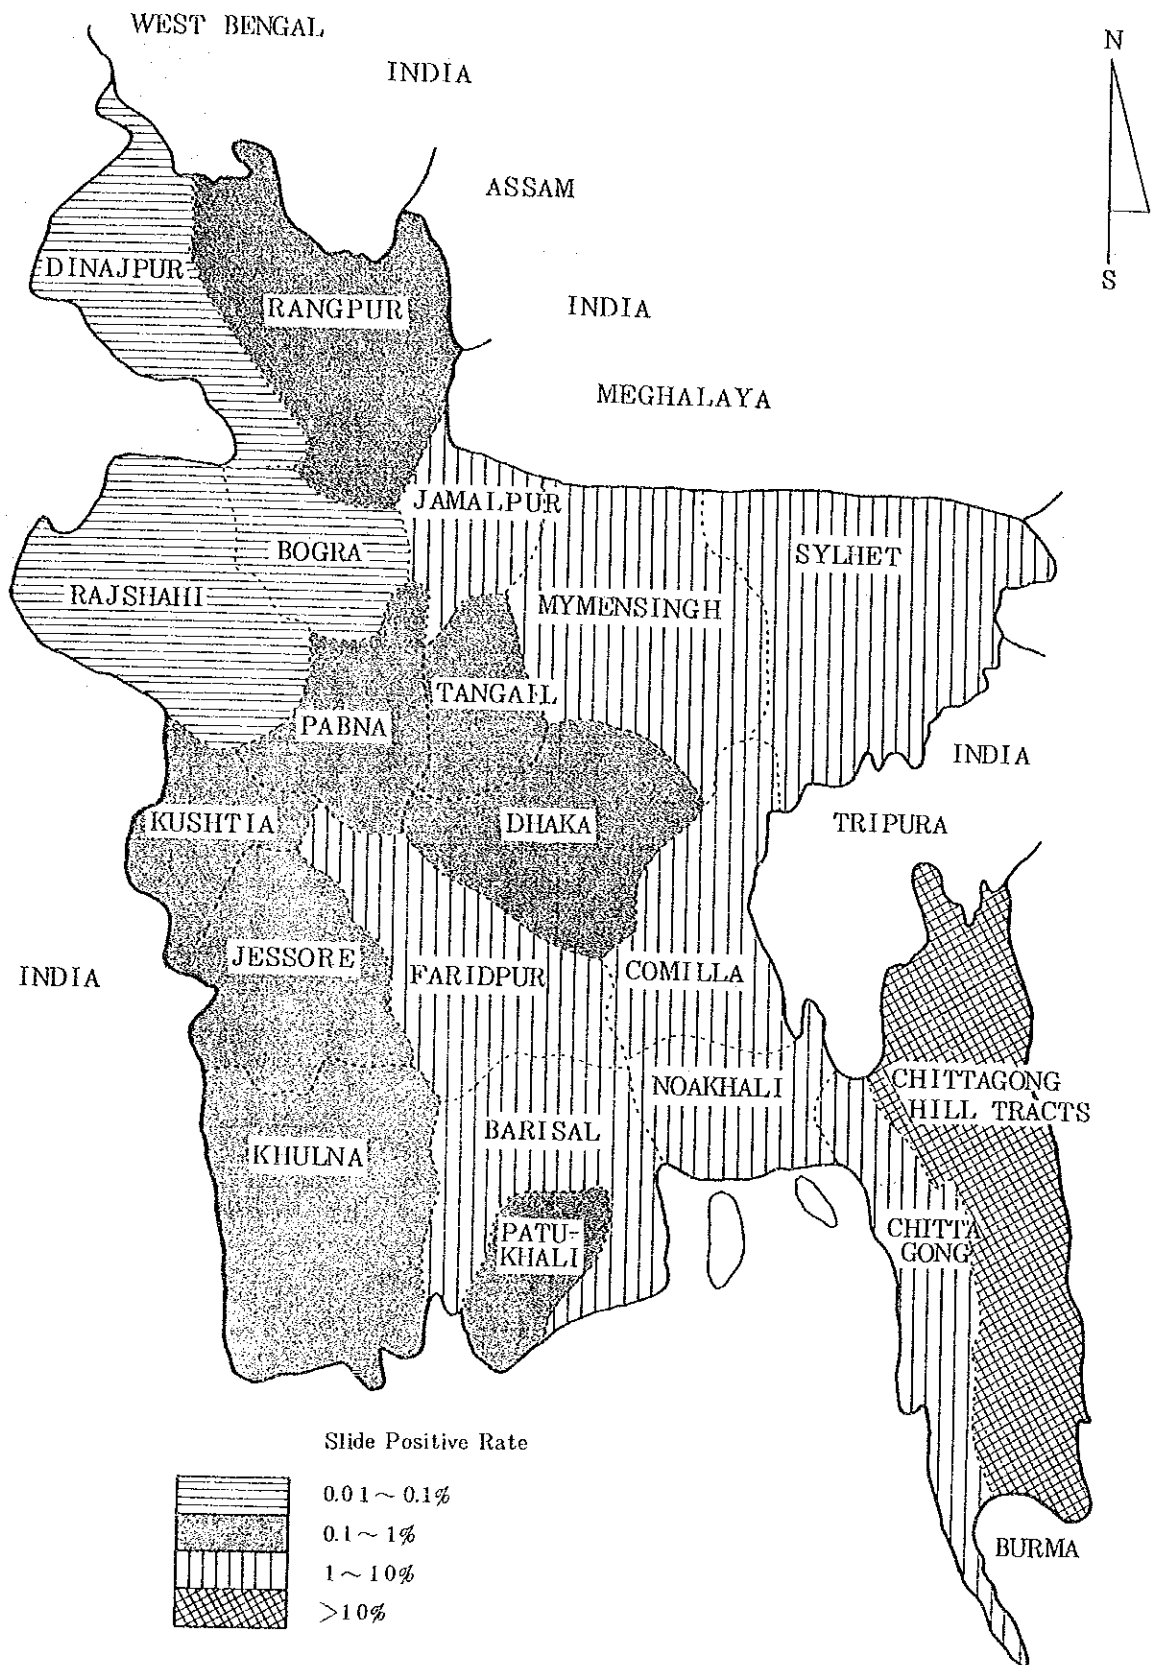 WEST BENGAL
INDIA
N
ASSAM
DINAJPUR
S
RANGPUR
INDIA
MEGHALAYA
JAMALPUR
BOGRA
SYLHET
RAJSHAHI
MYMENSINGH
TANGAIL
PABNA
INDIA
KUSHTIA
DHAKA
TRIPURA
JESSORE
INDIA
FARIDPUR
COMILLA
CHITTAGONG
HILL TRACTS
NOAKHALI
BARISAL
KHULNA
PATU-
KHALI
CHITTA
GONG
Slide Positive Rate
0.01~0.1%
0.1~1%
1~10%
>10%
BURMA